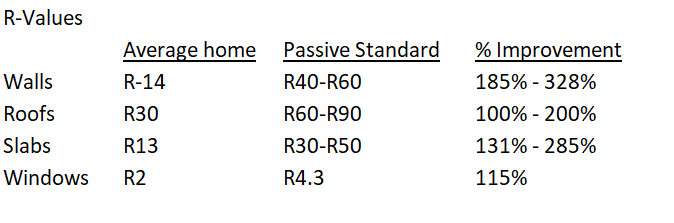 R-Values
Average home Passive Standard % Improvement
Walls R-14 R40-R60 185% - 328%
Roofs R30 R60-R90 100% - 200%
Slabs R13 R30-R50 131% - 285%
Windows R2 R4.3 115%